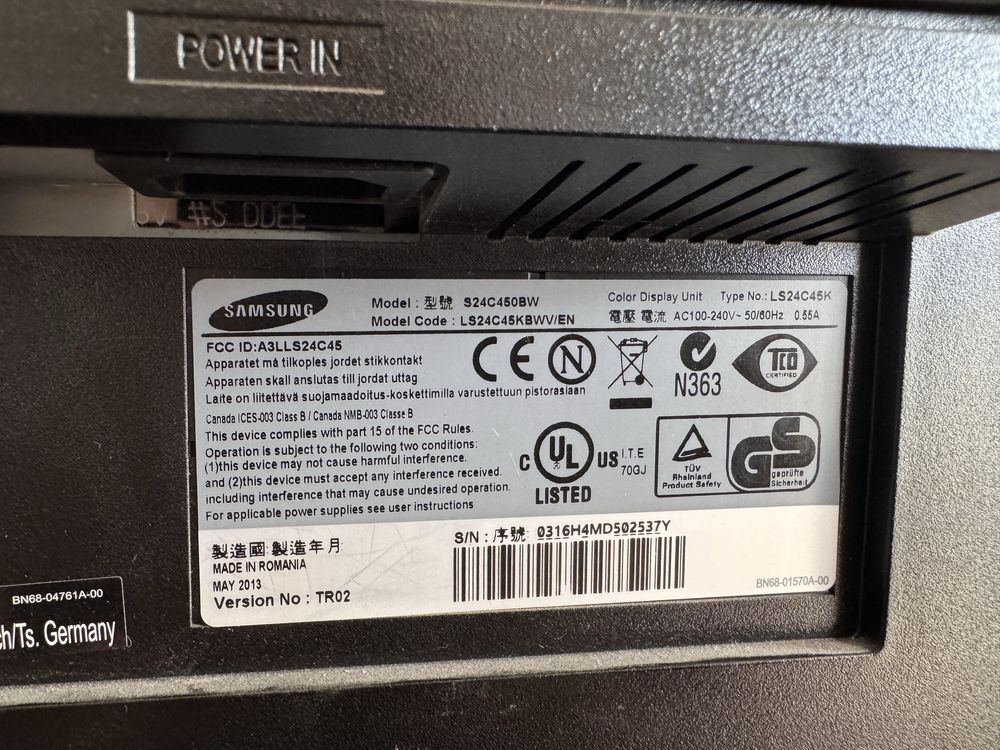 POWER IN
SAMSUNG
Model : 型號 S24C450BW
Model Code : LS24C45KBWV/EN
Color Display Unit Type No.: LS24C45K
電壓 電流 AC100-240V~ 50/60Hz 0.55A
FCC ID:A3LLS24C45
Apparatet må tilkoples jordet stikkontakt
Apparaten skall anslutas till jordat uttag
Laite on liitettävä suojamaadoitus-koskettimilla varustettuun pistorasiaan
Canada ICES-003 Class B / Canada NMB-003 Classe B
This device complies with part 15 of the FCC Rules.
Operation is subject to the following two conditions:
(1)this device may not cause harmful interference.
and (2)this device must accept any interference received.
including interference that may cause undesired operation.
For applicable power supplies see user instructions
CE
N
N363
TCO
CERTIFIED
C UL US
LISTED
I.T.E
70GJ
TÜV
Rheinland
Product Safety
GS
geprüfte
Sicherheit
製造國:製造年月
MADE IN ROMANIA
MAY 2013
Version No : TR02
S/N : 序號: 0316H4MD502537Y
BN68-01570A-00
BN68-04761A-00
ch/Ts. Germany